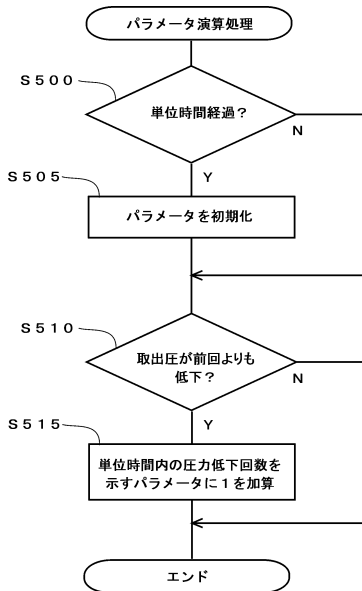 パラメータ演算処理
S500
単位時間経過？
N
Y
S505
パラメータを初期化
S510
取出圧が前回よりも
低下？
N
Y
S515
単位時間内の圧力低下回数を
示すパラメータに1を加算
エンド